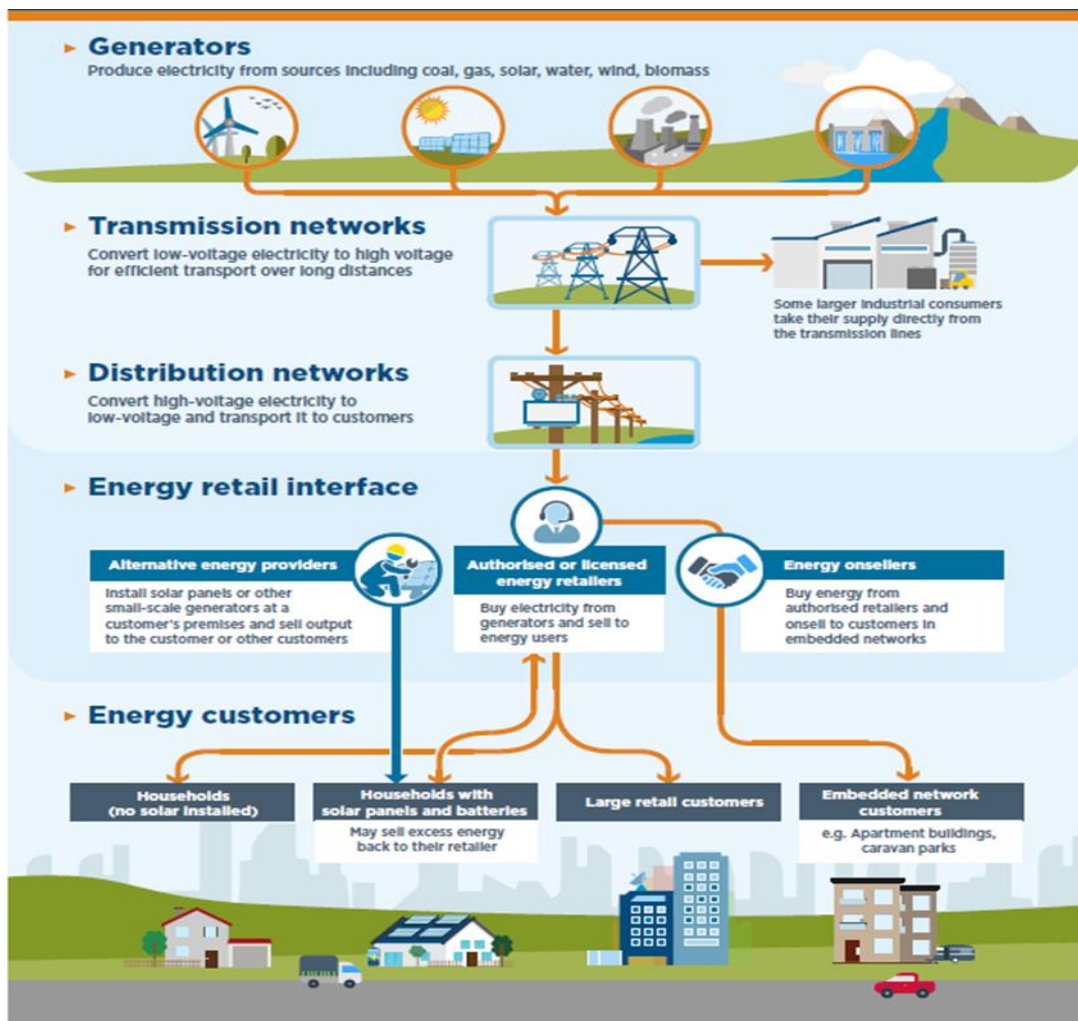 Generators
Produce electricity from sources including coal, gas, solar, water, wind, biomass
Transmission networks
Convert low-voltage electricity to high voltage
for efficient transport over long distances
Some larger industrial consumers
take their supply directly from
the transmission lines
Distribution networks
Convert high-voltage electricity to
low-voltage and transport it to customers
Energy retail interface
Alternative energy providers
Install solar panels or other
small-scale generators at a
customer's premises and sell output
to the customer or other customers
Authorised or licensed
energy retailers
Buy electricity from
generators and sell to
energy users
Energy onsellers
Buy energy from
authorised retailers and
onsell to customers in
embedded networks
Energy customers
Households
(no solar installed)
Households with
solar panels and batteries
May sell excess energy
back to their retailer
Large retail customers
Embedded network
customers
e.g. Apartment buildings,
caravan parks